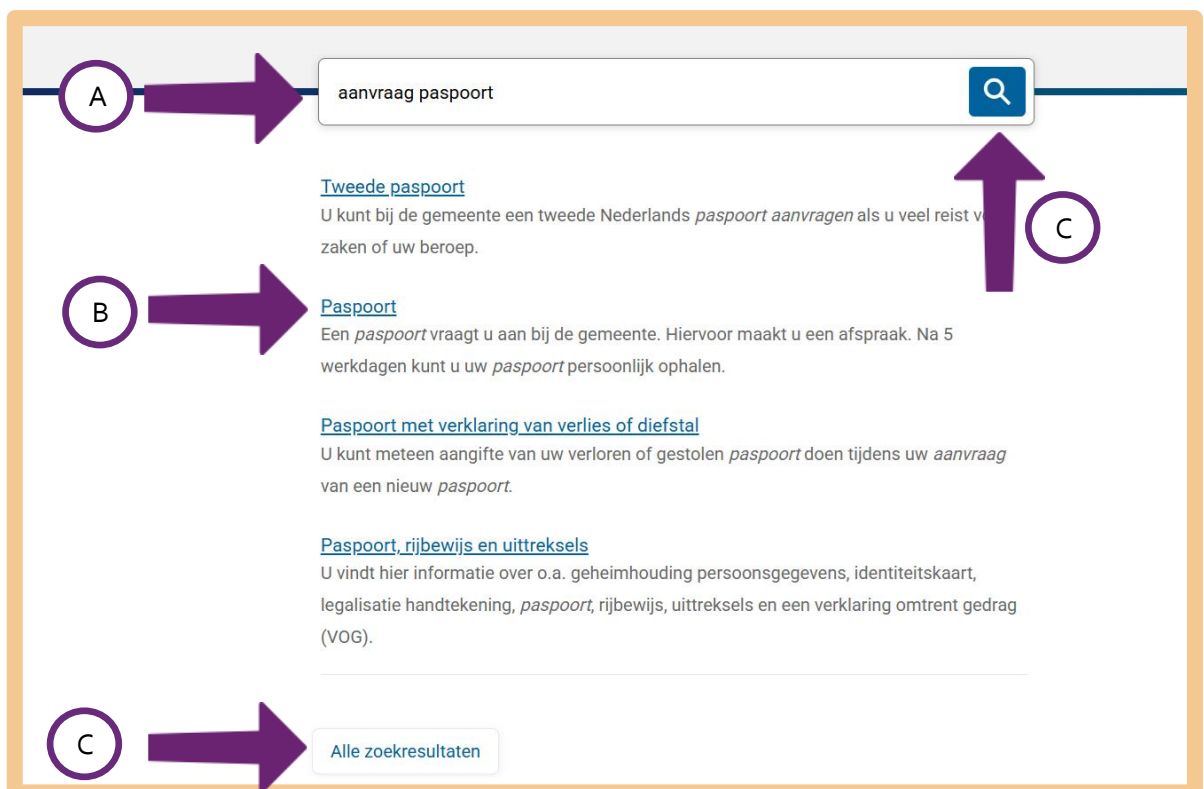 A
aanvraag paspoort
Tweede paspoort
U kunt bij de gemeente een tweede Nederlands paspoort aanvragen als u veel reist
zaken of uw beroep.
C
B
Paspoort
Een paspoort vraagt u aan bij de gemeente. Hiervoor maakt u een afspraak. Na 5
werkdagen kunt u uw paspoort persoonlijk ophalen.
Paspoort met verklaring van verlies of diefstal
U kunt meteen aangifte van uw verloren of gestolen paspoort doen tijdens uw aanvraag
van een nieuw paspoort.
Paspoort, rijbewijs en uittreksels
U vindt hier informatie over o.a. geheimhouding persoonsgegevens, identiteitskaart,
legalisatie handtekening, paspoort, rijbewijs, uittreksels en een verklaring omtrent gedrag
(VOG).
C
Alle zoekresultaten